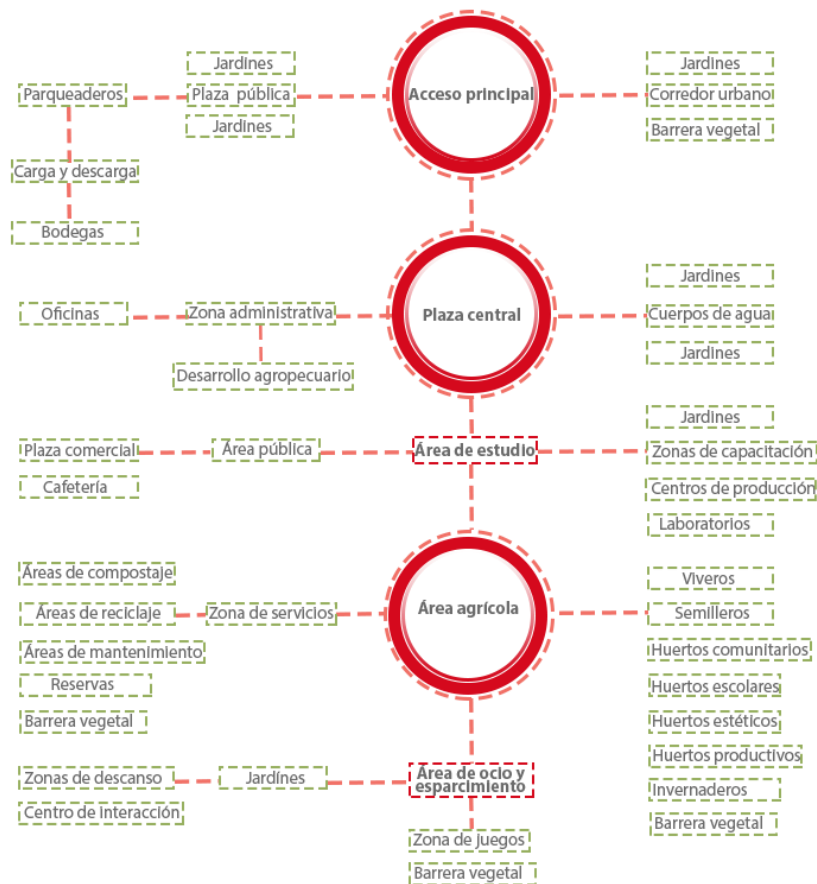 Jardines
Parqueaderos
Plaza pública
Jardines
Carga y descarga
Bodegas
Acceso principal
Jardines
Corredor urbano
Barrera vegetal
Oficinas
Zona administrativa
Desarrollo agropecuario
Plaza central
Jardines
Cuerpos de agua
Jardines
Plaza comercial
Área pública
Cafetería
Área de estudio
Jardines
Zonas de capacitación
Centros de producción
Laboratorios
Áreas de compostaje
Áreas de reciclaje
Zona de servicios
Áreas de mantenimiento
Reservas
Barrera vegetal
Área agrícola
Viveros
Semilleros
Huertos comunitarios
Huertos escolares
Huertos estéticos
Huertos productivos
Invernaderos
Barrera vegetal
Zonas de descanso
Jardínes
Centro de interacción
Área de ocio y
esparcimiento
Zona de juegos
Barrera vegetal